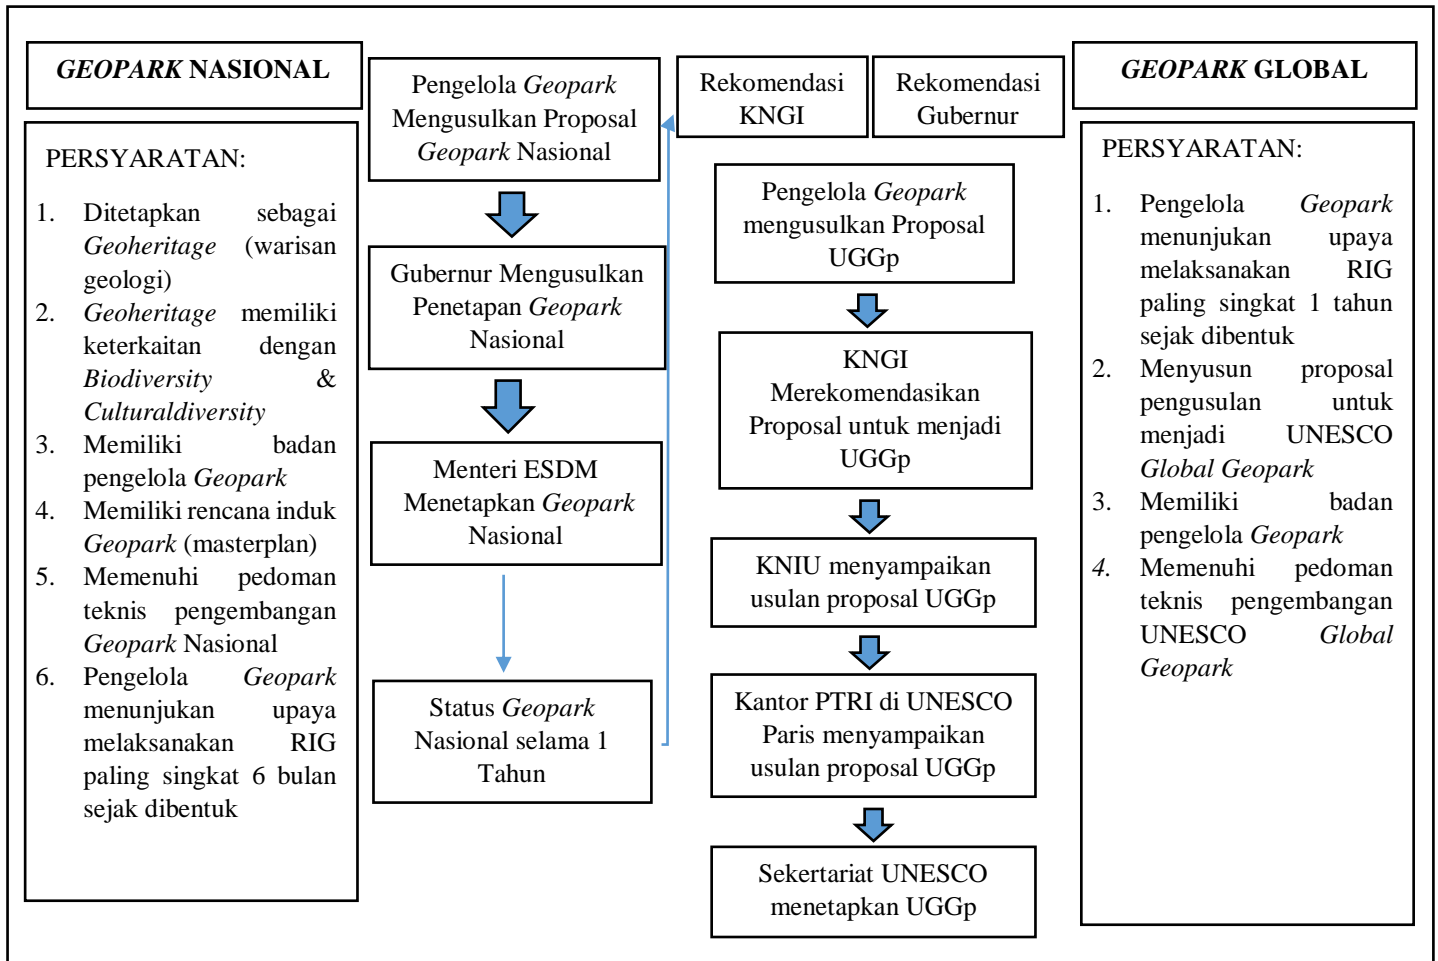 GEOPARK NASIONAL
PERSYARATAN:
1. Ditetapkan sebagai
Geoheritage (warisan
geologi)
2. Geoheritage memiliki
keterkaitan dengan
Biodiversity &
Culturaldiversity
3. Memiliki badan
pengelola Geopark
4. Memiliki rencana induk
Geopark (masterplan)
5. Memenuhi pedoman
teknis pengembangan
Geopark Nasional
6. Pengelola Geopark
menunjukan upaya
melaksanakan RIG
paling singkat 6 bulan
sejak dibentuk
Pengelola Geopark
Mengusulkan Proposal
Geopark Nasional
Gubernur Mengusulkan
Penetapan Geopark
Nasional
Menteri ESDM
Menetapkan Geopark
Nasional
Status Geopark
Nasional selama 1
Tahun
Rekomendasi
KNGI
Rekomendasi
Gubernur
Pengelola Geopark
mengusulkan Proposal
UGGp
KNGI
Merekomendasikan
Proposal untuk menjadi
UGGp
KNIU menyampaikan
usulan proposal UGGp
Kantor PTRI di UNESCO
Paris menyampaikan
usulan proposal UGGp
Sekertariat UNESCO
menetapkan UGGp
GEOPARK GLOBAL
PERSYARATAN:
1. Pengelola Geopark
menunjukan upaya
melaksanakan RIG
paling singkat 1 tahun
sejak dibentuk
2. Menyusun proposal
pengusulan untuk
menjadi UNESCO
Global Geopark
3. Memiliki badan
pengelola Geopark
4. Memenuhi pedoman
teknis pengembangan
UNESCO Global
Geopark